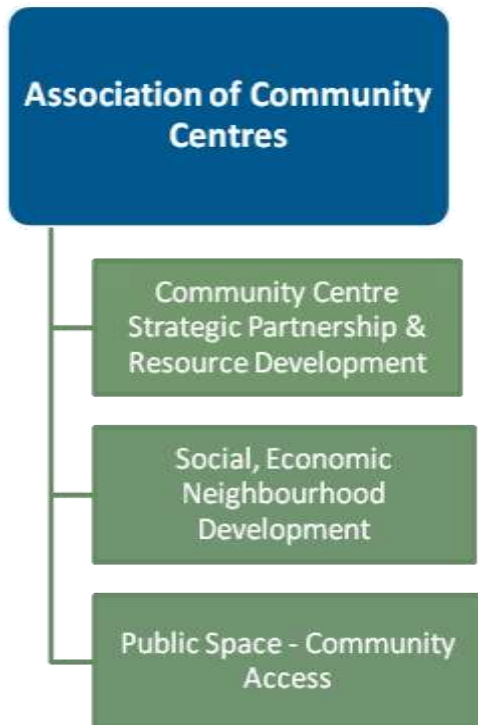 Association of Community
Centres
Community Centre
Strategic Partnership &
Resource Development
Social, Economic
Neighbourhood
Development
Public Space - Community
Access